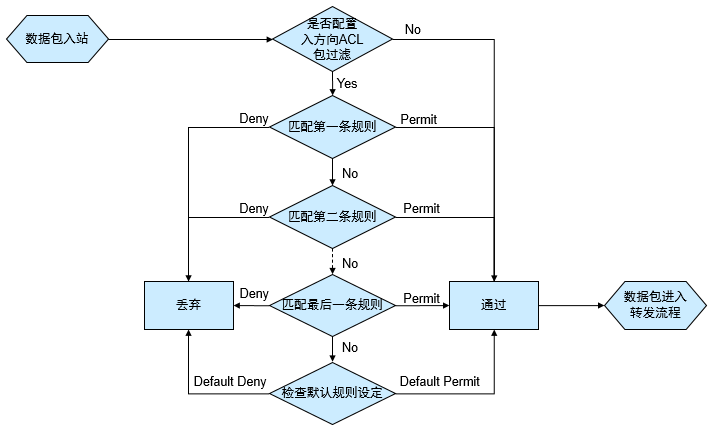 数据包入站
是否配置
入方向ACL
包过滤
No
Yes
Deny
匹配第一条规则
Permit
No
Deny
匹配第二条规则
Permit
No
丢弃
Deny
匹配最后一条规则
Permit
通过
数据包进入
转发流程
No
Default Deny
检查默认规则设定
Default Permit